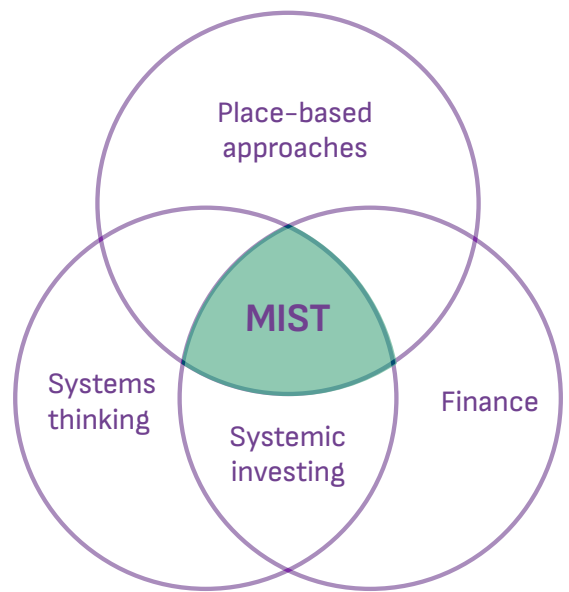 Place-based
approaches
MIST
Systems
thinking
Finance
Systemic
investing